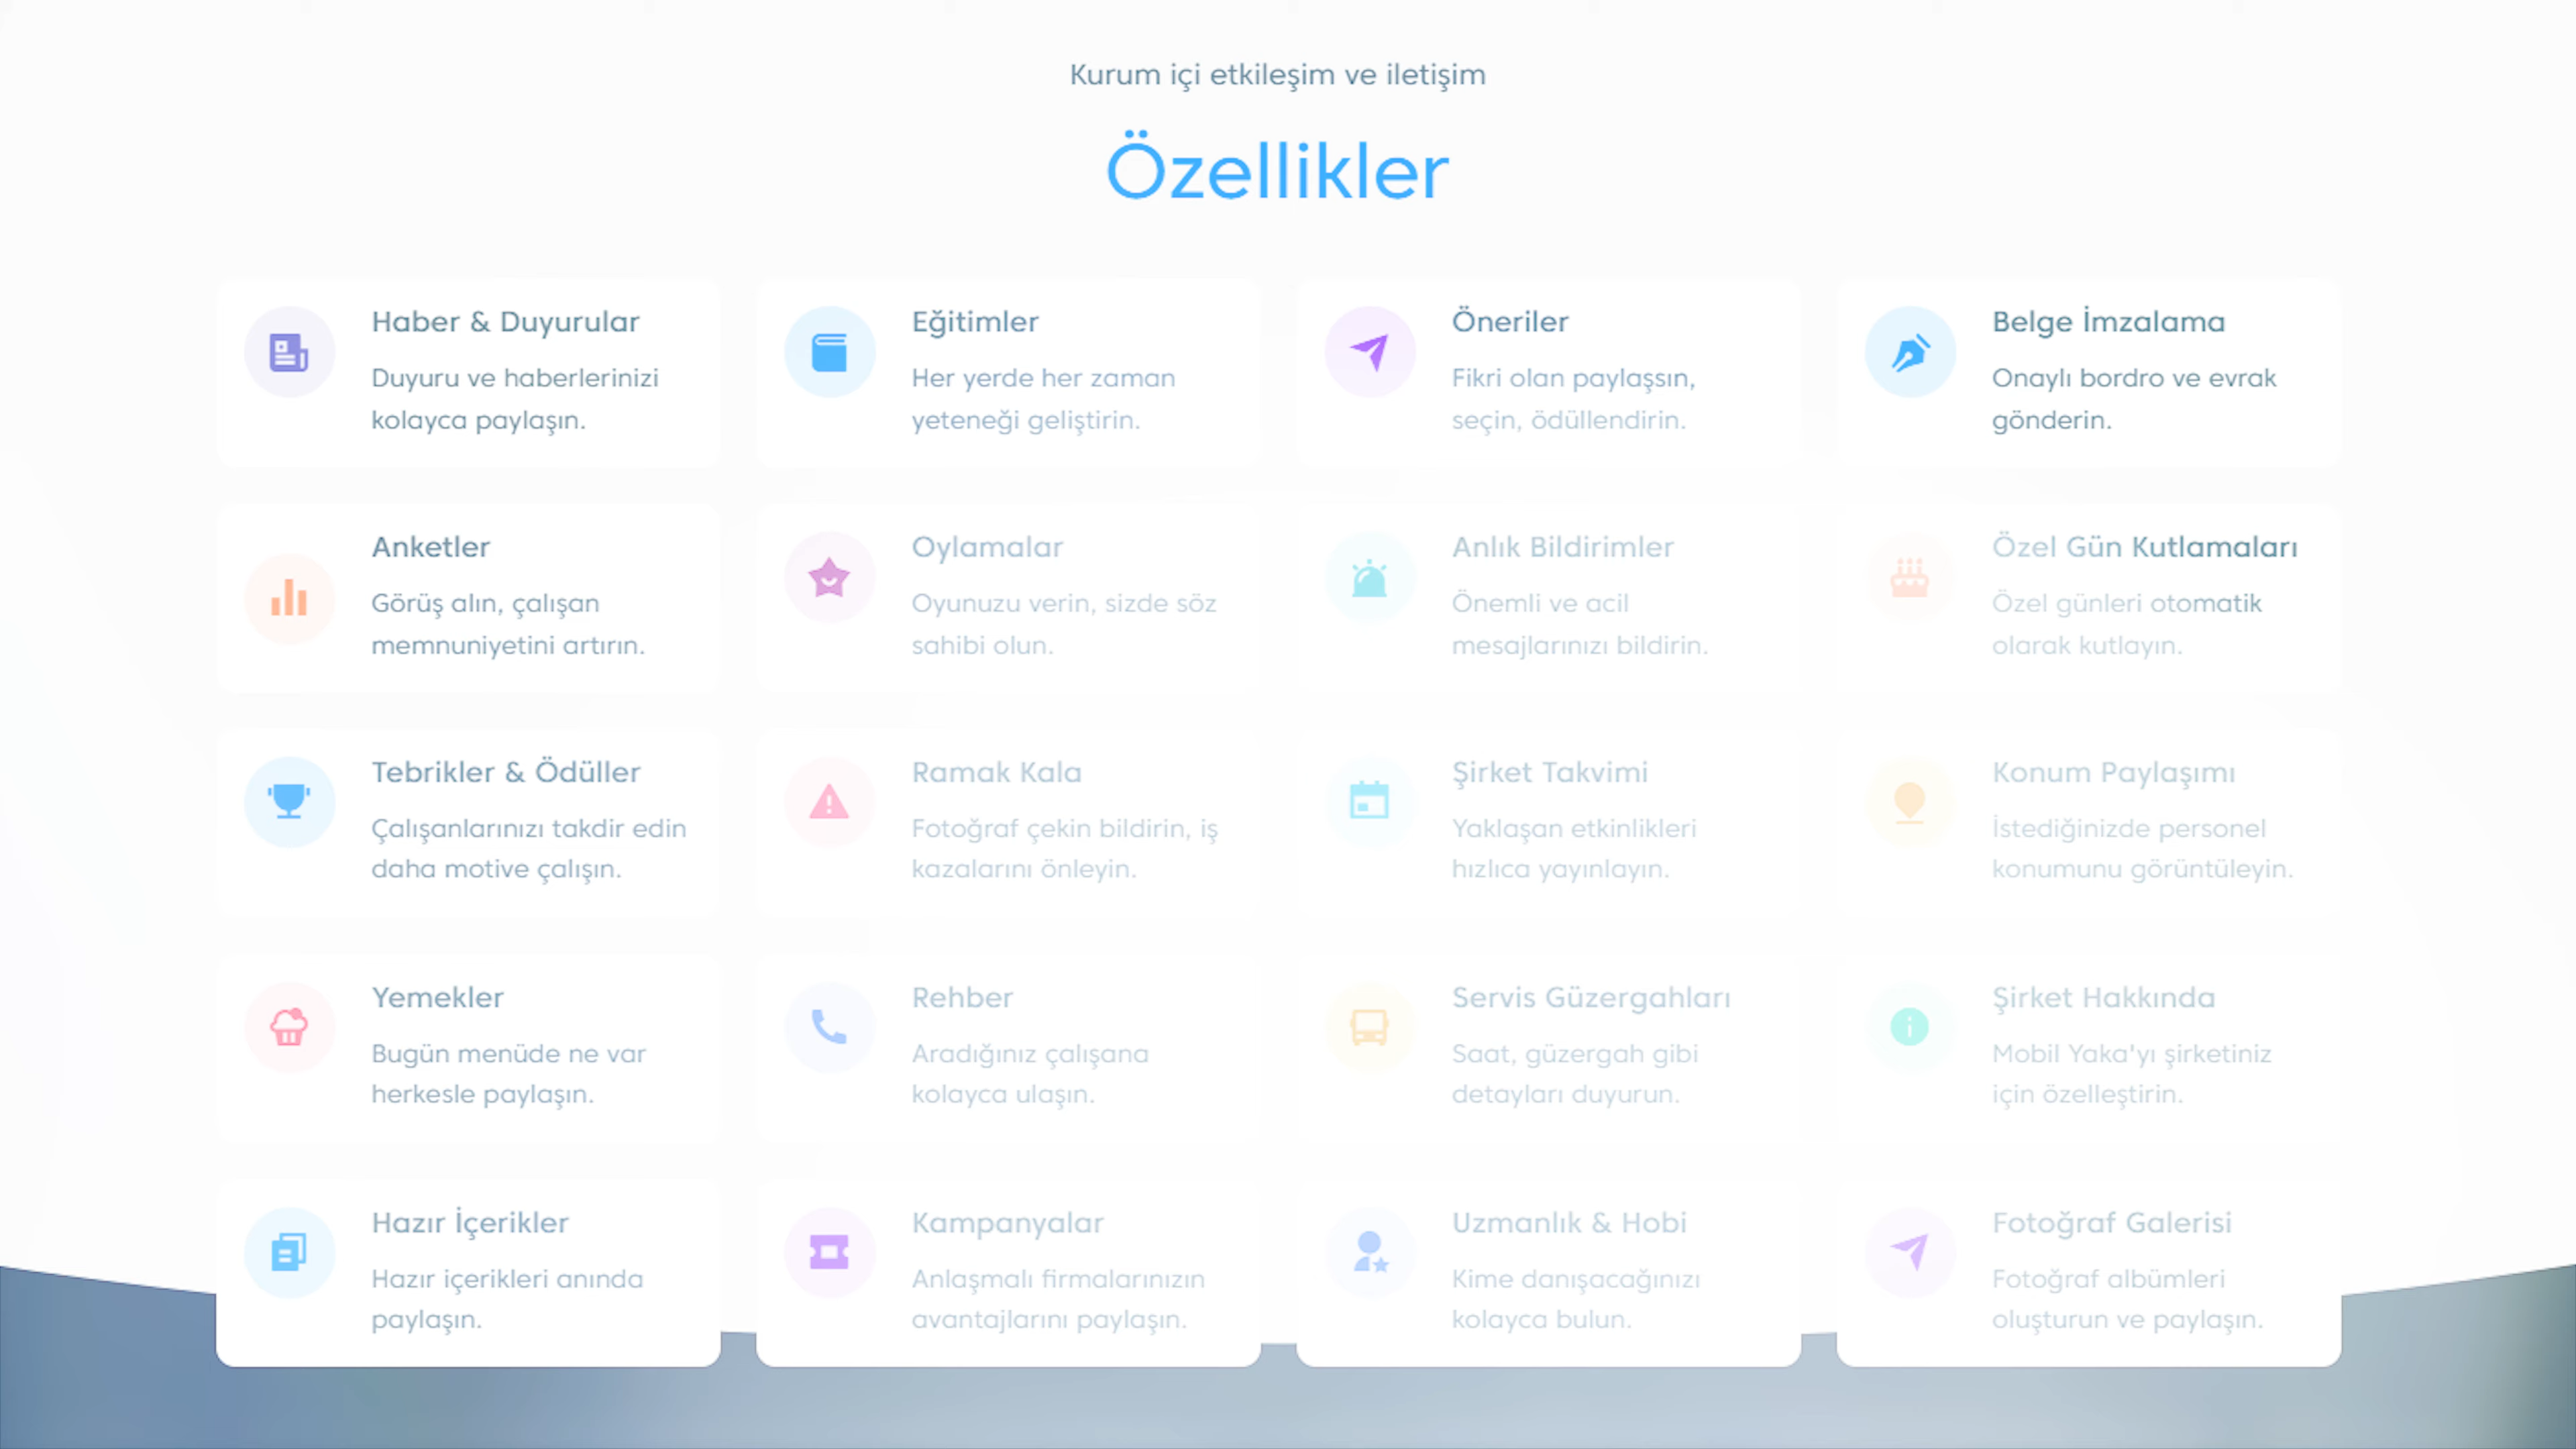 Kurum içi etkileşim ve iletişim
Özellikler
Haber & Duyurular
Duyuru ve haberlerinizi
kolayca paylaşın.
Eğitimler
Her yerde her zaman
yeteneği geliştirin.
Öneriler
Fikri olan paylaşsın,
seçin, ödüllendirin.
Belge İmzalama
Onaylı bordro ve evrak
gönderin.
Anketler
Görüş alın, çalışan
memnuniyetini artırın.
Oylamalar
Oyunuzu verin, sizde söz
sahibi olun.
Anlık Bildirimler
Önemli ve acil
mesajlarınızı bildirin.
Özel Gün Kutlamaları
Özel günleri otomatik
olarak kutlayın.
Tebrikler & Ödüller
Çalışanlarınızı takdir edin
daha motive çalışın.
Ramak Kala
Fotoğraf çekin bildirin, iş
kazalarını önleyin.
Şirket Takvimi
Yaklaşan etkinlikleri
hızlıca yayınlayın.
Konum Paylaşımı
İstediğinizde personel
konumunu görüntüleyin.
Yemekler
Bugün menüde ne var
herkesle paylaşın.
Rehber
Aradığınız çalışana
kolayca ulaşın.
Servis Güzergahları
Saat, güzergah gibi
detayları duyurun.
Şirket Hakkında
Mobil Yaka'yı şirketiniz
için özelleştirin.
Hazır İçerikler
Hazır içerikleri anında
paylaşın.
Kampanyalar
Anlaşmalı firmalarınızın
avantajlarını paylaşın.
Uzmanlık & Hobi
Kime danışacağınızı
kolayca bulun.
Fotoğraf Galerisi
Fotoğraf albümleri
oluşturun ve paylaşın.